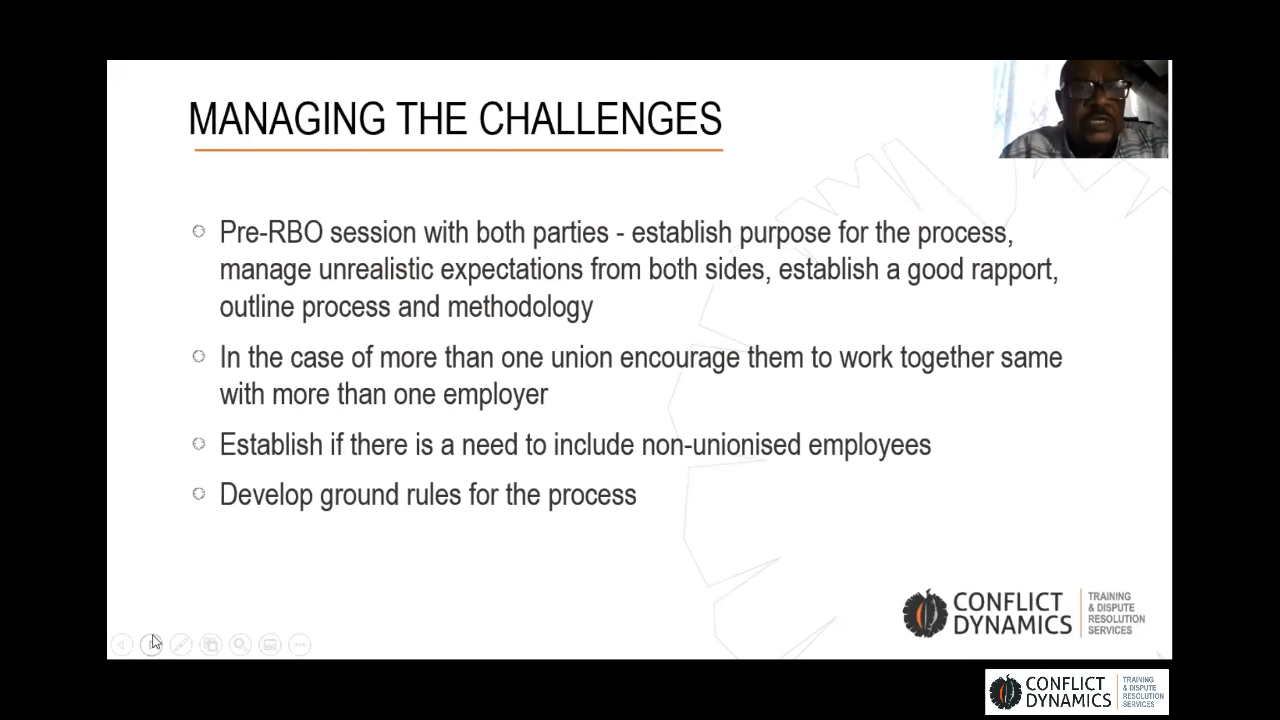 MANAGING THE CHALLENGES
Pre-RBO session with both parties - establish purpose for the process,
manage unrealistic expectations from both sides, establish a good rapport,
outline process and methodology
In the case of more than one union encourage them to work together same
with more than one employer
Establish if there is a need to include non-unionised employees
Develop ground rules for the process
CONFLICT
DYNAMICS
TRAINING
& DISPUTE
RESOLUTION
SERVICES
CONFLICT
DYNAMICS
TRAINING
& DISPUTE
RESOLUTION
SERVICES